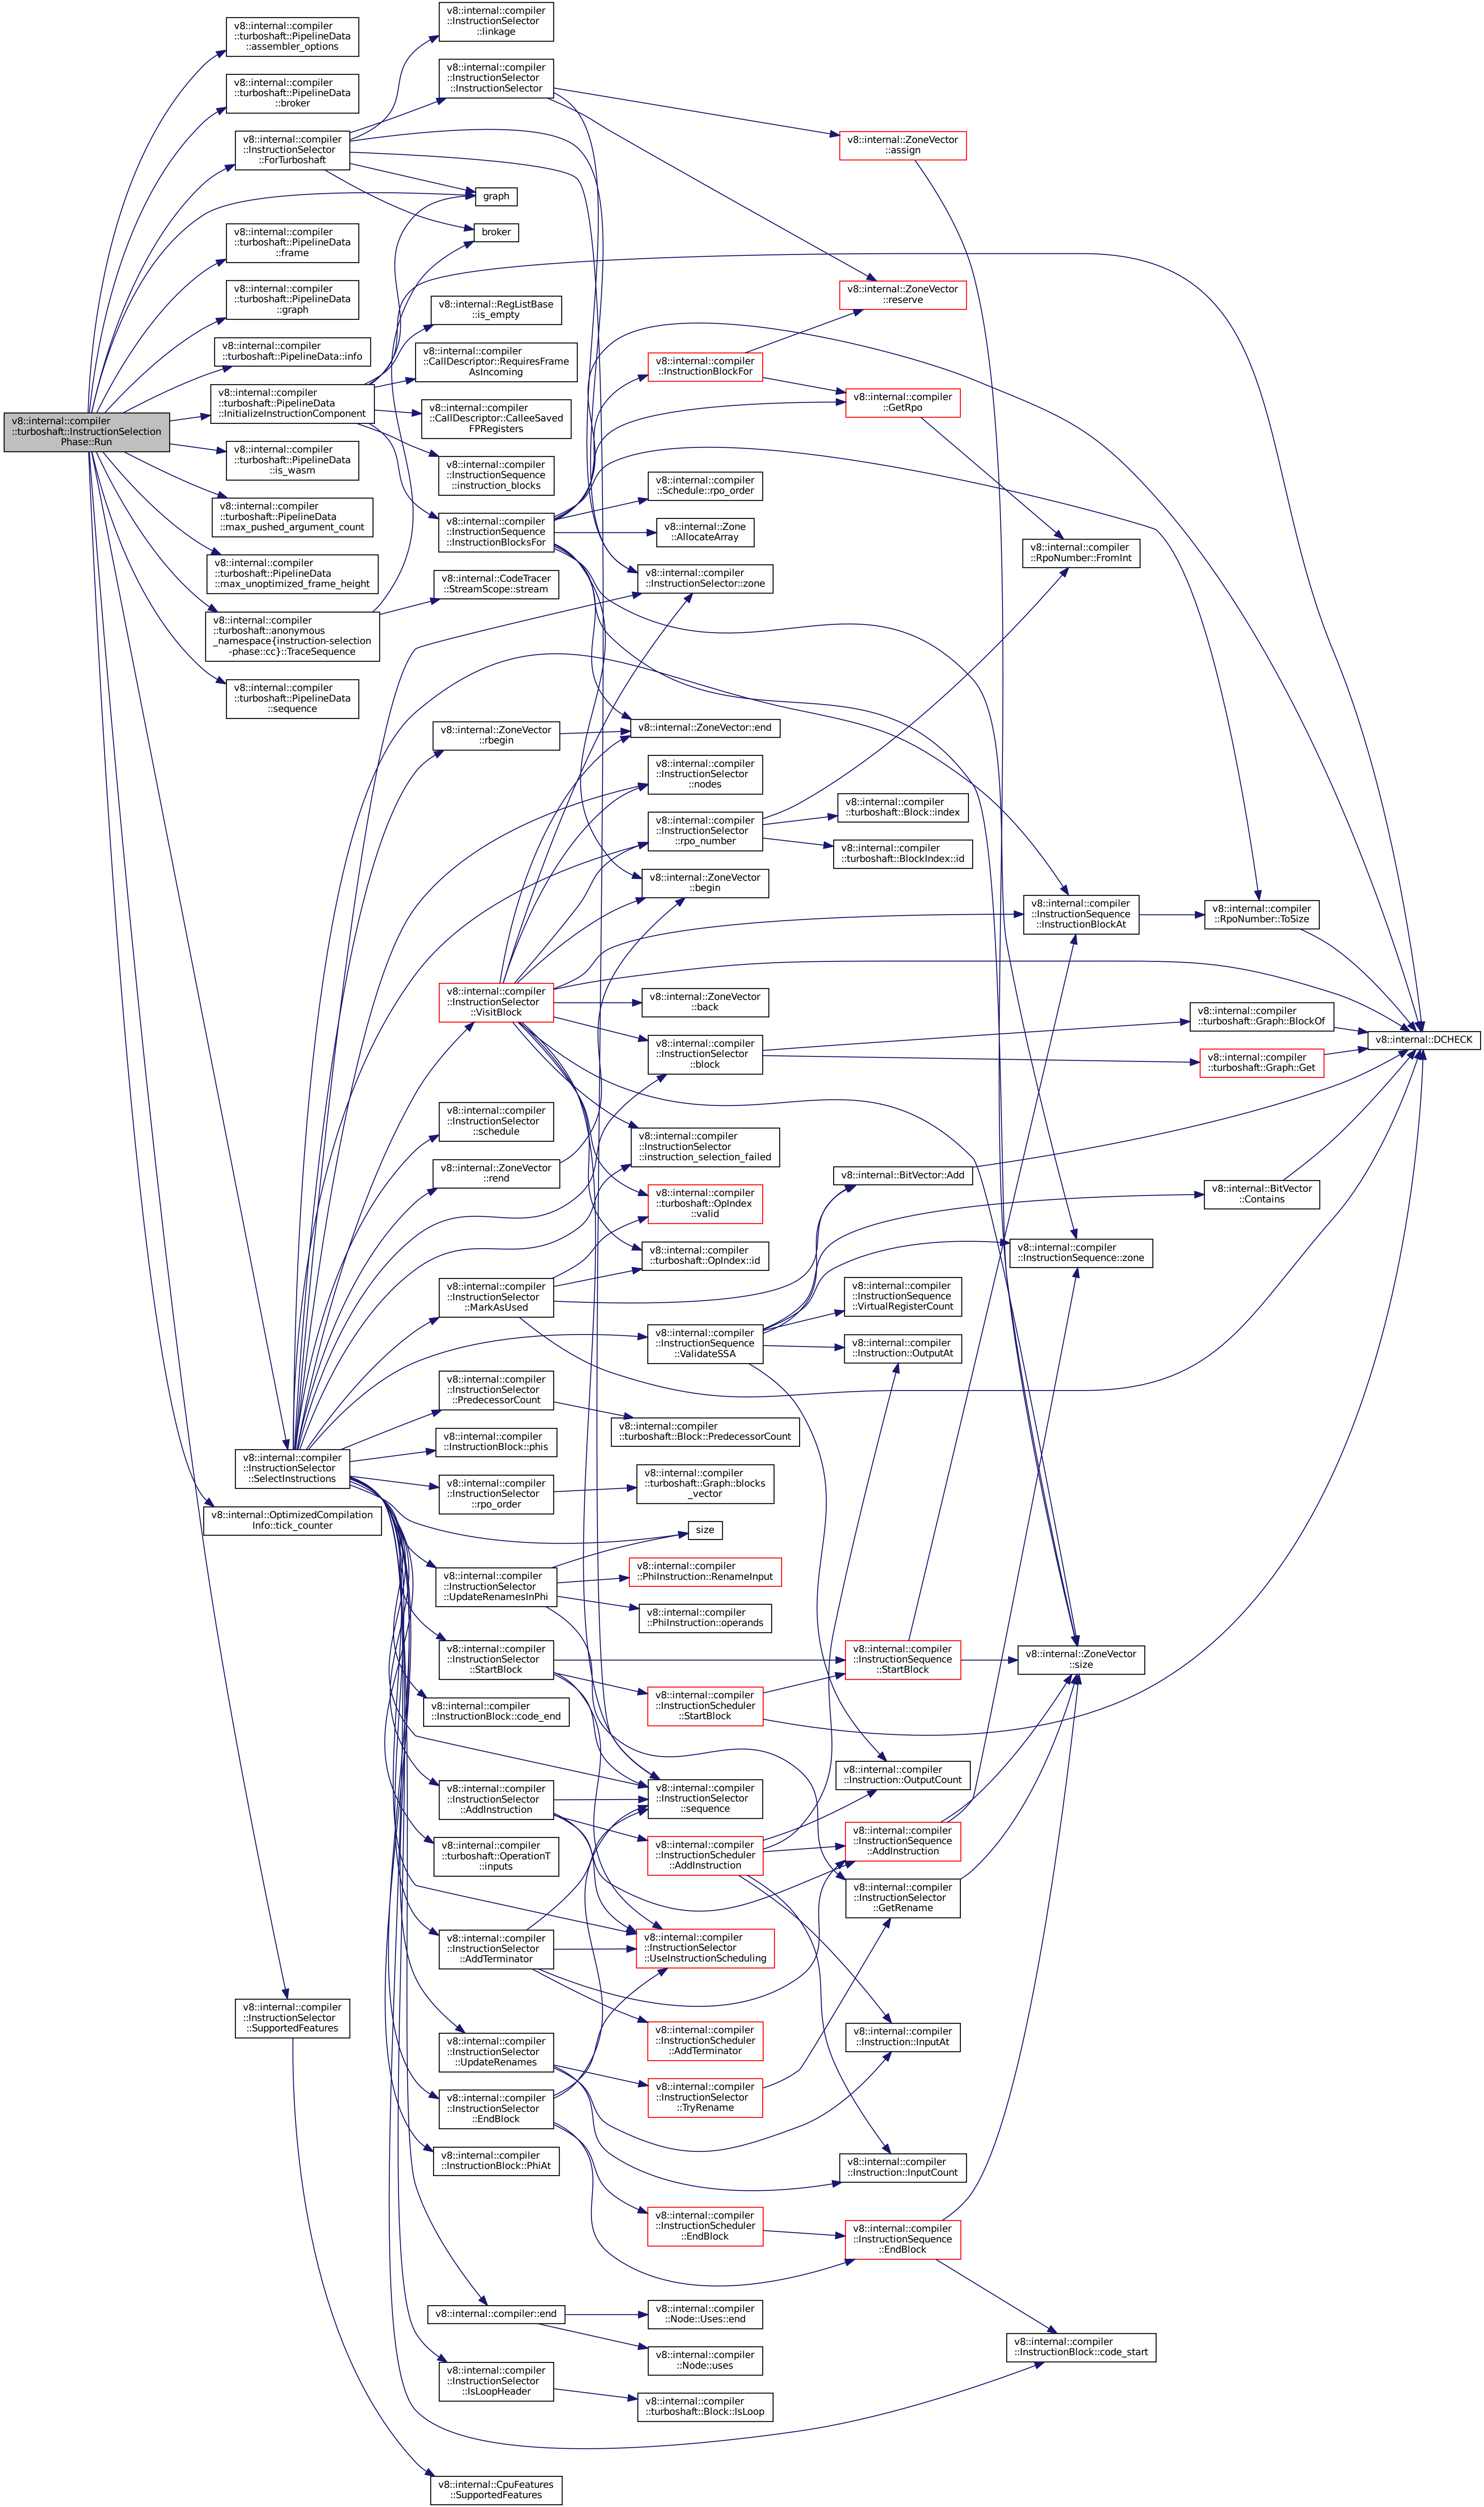 v8::internal::compiler
::turboshaft::InstructionSelection
Phase::Run
v8::internal::compiler
::turboshaft::PipelineData
::assembler_options
v8::internal::compiler
::turboshaft::PipelineData
::broker
v8::internal::compiler
::InstructionSelector
::ForTurboshaft
v8::internal::compiler
::turboshaft::PipelineData
::frame
v8::internal::compiler
::turboshaft::PipelineData
::graph
v8::internal::compiler
::turboshaft::PipelineData::info
v8::internal::compiler
::turboshaft::PipelineData
::InitializeInstructionComponent
v8::internal::compiler
::turboshaft::PipelineData
::is_wasm
v8::internal::compiler
::turboshaft::PipelineData
::max_pushed_argument_count
v8::internal::compiler
::turboshaft::PipelineData
::max_unoptimized_frame_height
v8::internal::compiler
::turboshaft::anonymous
_namespace{instruction-selection
-phase::cc}::TraceSequence
v8::internal::compiler
::turboshaft::PipelineData
::sequence
v8::internal::compiler
::InstructionSelector
::SelectInstructions
v8::internal::OptimizedCompilation
Info::tick_counter
v8::internal::compiler
::InstructionSelector
::SupportedFeatures
v8::internal::compiler
::InstructionSelector
::linkage
v8::internal::compiler
::InstructionSelector
::InstructionSelector
graph
broker
v8::internal::RegListBase
::is_empty
v8::internal::compiler
::CallDescriptor::RequiresFrame
AsIncoming
v8::internal::compiler
::CallDescriptor::CalleeSaved
FPRegisters
v8::internal::compiler
::InstructionSequence
::instruction_blocks
v8::internal::compiler
::InstructionSequence
::InstructionBlocksFor
v8::internal::CodeTracer
::StreamScope::stream
v8::internal::ZoneVector
::rbegin
v8::internal::compiler
::InstructionSelector
::VisitBlock
v8::internal::compiler
::InstructionSelector
::schedule
v8::internal::ZoneVector
::rend
v8::internal::compiler
::InstructionSelector
::MarkAsUsed
v8::internal::compiler
::InstructionSelector
::PredecessorCount
v8::internal::compiler
::InstructionBlock::phis
v8::internal::compiler
::InstructionSelector
::rpo_order
v8::internal::compiler
::InstructionSelector
::UpdateRenamesInPhi
v8::internal::compiler
::InstructionSelector
::StartBlock
v8::internal::compiler
::InstructionBlock::code_end
v8::internal::compiler
::InstructionSelector
::AddInstruction
v8::internal::compiler
::turboshaft::OperationT
::inputs
v8::internal::compiler
::InstructionSelector
::AddTerminator
v8::internal::compiler
::InstructionSelector
::UpdateRenames
v8::internal::compiler
::InstructionSelector
::EndBlock
v8::internal::compiler
::InstructionBlock::PhiAt
v8::internal::compiler::end
v8::internal::compiler
::InstructionSelector
::IsLoopHeader
v8::internal::CpuFeatures
::SupportedFeatures
v8::internal::compiler
::InstructionBlockFor
v8::internal::compiler
::Schedule::rpo_order
v8::internal::Zone
::AllocateArray
v8::internal::compiler
::InstructionSelector::zone
v8::internal::ZoneVector::end
v8::internal::compiler
::InstructionSelector
::nodes
v8::internal::compiler
::InstructionSelector
::rpo_number
v8::internal::ZoneVector
::begin
v8::internal::ZoneVector
::back
v8::internal::compiler
::InstructionSelector
::block
v8::internal::compiler
::InstructionSelector
::instruction_selection_failed
v8::internal::compiler
::turboshaft::OpIndex
::valid
v8::internal::compiler
::turboshaft::OpIndex::id
v8::internal::compiler
::InstructionSequence
::ValidateSSA
v8::internal::compiler
::turboshaft::Block::PredecessorCount
v8::internal::compiler
::turboshaft::Graph::blocks
_vector
size
v8::internal::compiler
::PhiInstruction::RenameInput
v8::internal::compiler
::PhiInstruction::operands
v8::internal::compiler
::InstructionScheduler
::StartBlock
v8::internal::compiler
::InstructionSelector
::sequence
v8::internal::compiler
::InstructionScheduler
::AddInstruction
v8::internal::compiler
::InstructionSelector
::UseInstructionScheduling
v8::internal::compiler
::InstructionScheduler
::AddTerminator
v8::internal::compiler
::InstructionSelector
::TryRename
v8::internal::compiler
::InstructionScheduler
::EndBlock
v8::internal::compiler
::Node::Uses::end
v8::internal::compiler
::Node::uses
v8::internal::compiler
::turboshaft::Block::IsLoop
v8::internal::ZoneVector
::assign
v8::internal::ZoneVector
::reserve
v8::internal::compiler
::GetRpo
v8::internal::compiler
::turboshaft::Block::index
v8::internal::compiler
::turboshaft::BlockIndex::id
v8::internal::BitVector::Add
v8::internal::compiler
::InstructionSequence
::VirtualRegisterCount
v8::internal::compiler
::Instruction::OutputAt
v8::internal::compiler
::InstructionSequence
::StartBlock
v8::internal::compiler
::Instruction::OutputCount
v8::internal::compiler
::InstructionSequence
::AddInstruction
v8::internal::compiler
::InstructionSelector
::GetRename
v8::internal::compiler
::Instruction::InputAt
v8::internal::compiler
::Instruction::InputCount
v8::internal::compiler
::InstructionSequence
::EndBlock
v8::internal::compiler
::RpoNumber::FromInt
v8::internal::compiler
::InstructionSequence
::InstructionBlockAt
v8::internal::compiler
::InstructionSequence::zone
v8::internal::ZoneVector
::size
v8::internal::compiler
::InstructionBlock::code_start
v8::internal::compiler
::RpoNumber::ToSize
v8::internal::compiler
::turboshaft::Graph::BlockOf
v8::internal::compiler
::turboshaft::Graph::Get
v8::internal::BitVector
::Contains
v8::internal::DCHECK